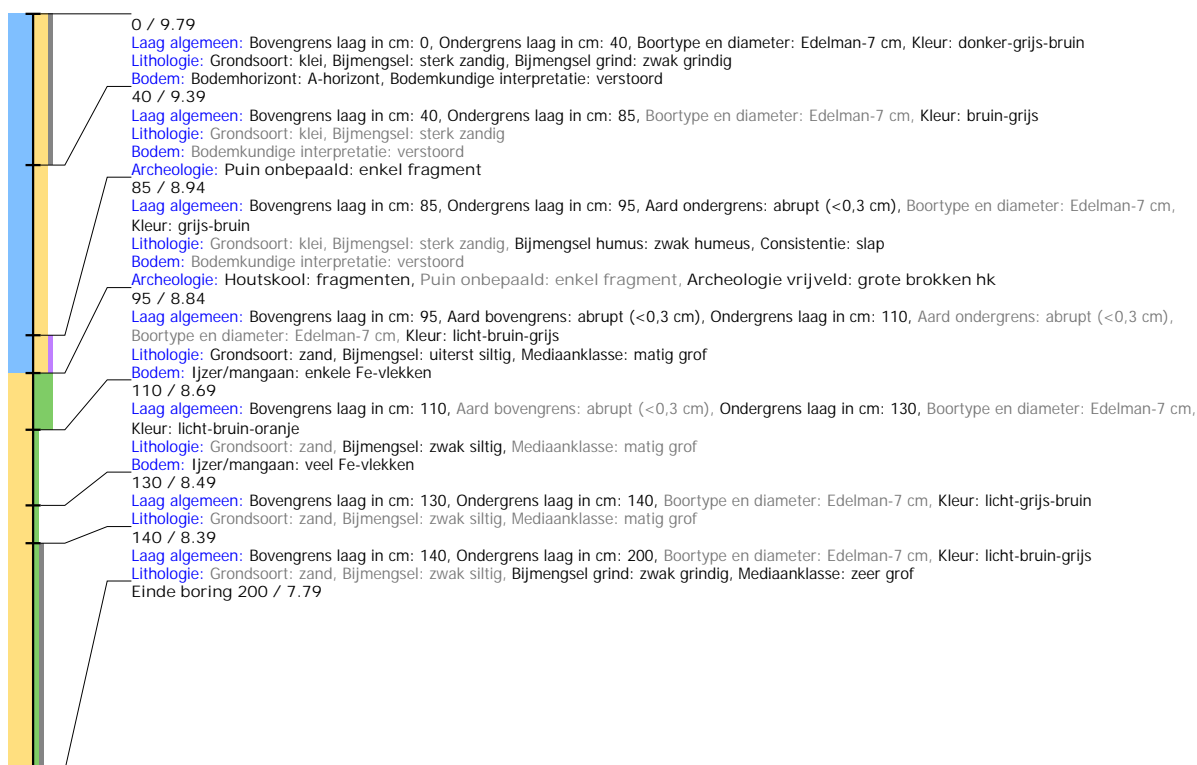 0 / 9.79
Laag algemeen: Bovengrens laag in cm: 0, Ondergrens laag in cm: 40, Boortype en diameter: Edelman-7 cm, Kleur: donker-grijs-bruin
Lithologie: Grondsoort: klei, Bijmengsel: sterk zandig, Bijmengsel grind: zwak grindig
Bodem: Bodemhorizont: A-horizont, Bodemkundige interpretatie: verstoord
40 / 9.39
Laag algemeen: Bovengrens laag in cm: 40, Ondergrens laag in cm: 85, Boortype en diameter: Edelman-7 cm, Kleur: bruin-grijs
Lithologie: Grondsoort: klei, Bijmengsel: sterk zandig
Bodem: Bodemkundige interpretatie: verstoord
Archeologie: Puin onbepaald: enkel fragment
85 / 8.94
Laag algemeen: Bovengrens laag in cm: 85, Ondergrens laag in cm: 95, Aard ondergrens: abrupt (<0,3 cm), Boortype en diameter: Edelman-7 cm,
Kleur: grijs-bruin
Lithologie: Grondsoort: klei, Bijmengsel: sterk zandig, Bijmengsel humus: zwak humeus, Consistentie: slap
Bodem: Bodemkundige interpretatie: verstoord
Archeologie: Houtskool: fragmenten, Puin onbepaald: enkel fragment, Archeologie vrijveld: grote brokken hk
95 / 8.84
Laag algemeen: Bovengrens laag in cm: 95, Aard bovengrens: abrupt (<0,3 cm), Ondergrens laag in cm: 110, Aard ondergrens: abrupt (<0,3 cm),
Boortype en diameter: Edelman-7 cm, Kleur: licht-bruin-grijs
Lithologie: Grondsoort: zand, Bijmengsel: uiterst siltig, Mediaanklasse: matig grof
Bodem: Ijzer/mangaan: enkele Fe-vlekken
110 / 8.69
Laag algemeen: Bovengrens laag in cm: 110, Aard bovengrens: abrupt (<0,3 cm), Ondergrens laag in cm: 130, Boortype en diameter: Edelman-7 cm,
Kleur: licht-bruin-oranje
Lithologie: Grondsoort: zand, Bijmengsel: zwak siltig, Mediaanklasse: matig grof
Bodem: Ijzer/mangaan: veel Fe-vlekken
130 / 8.49
Laag algemeen: Bovengrens laag in cm: 130, Ondergrens laag in cm: 140, Boortype en diameter: Edelman-7 cm, Kleur: licht-grijs-bruin
Lithologie: Grondsoort: zand, Bijmengsel: zwak siltig, Mediaanklasse: matig grof
140 / 8.39
Laag algemeen: Bovengrens laag in cm: 140, Ondergrens laag in cm: 200, Boortype en diameter: Edelman-7 cm, Kleur: licht-bruin-grijs
Lithologie: Grondsoort: zand, Bijmengsel: zwak siltig, Bijmengsel grind: zwak grindig, Mediaanklasse: zeer grof
Einde boring 200 / 7.79